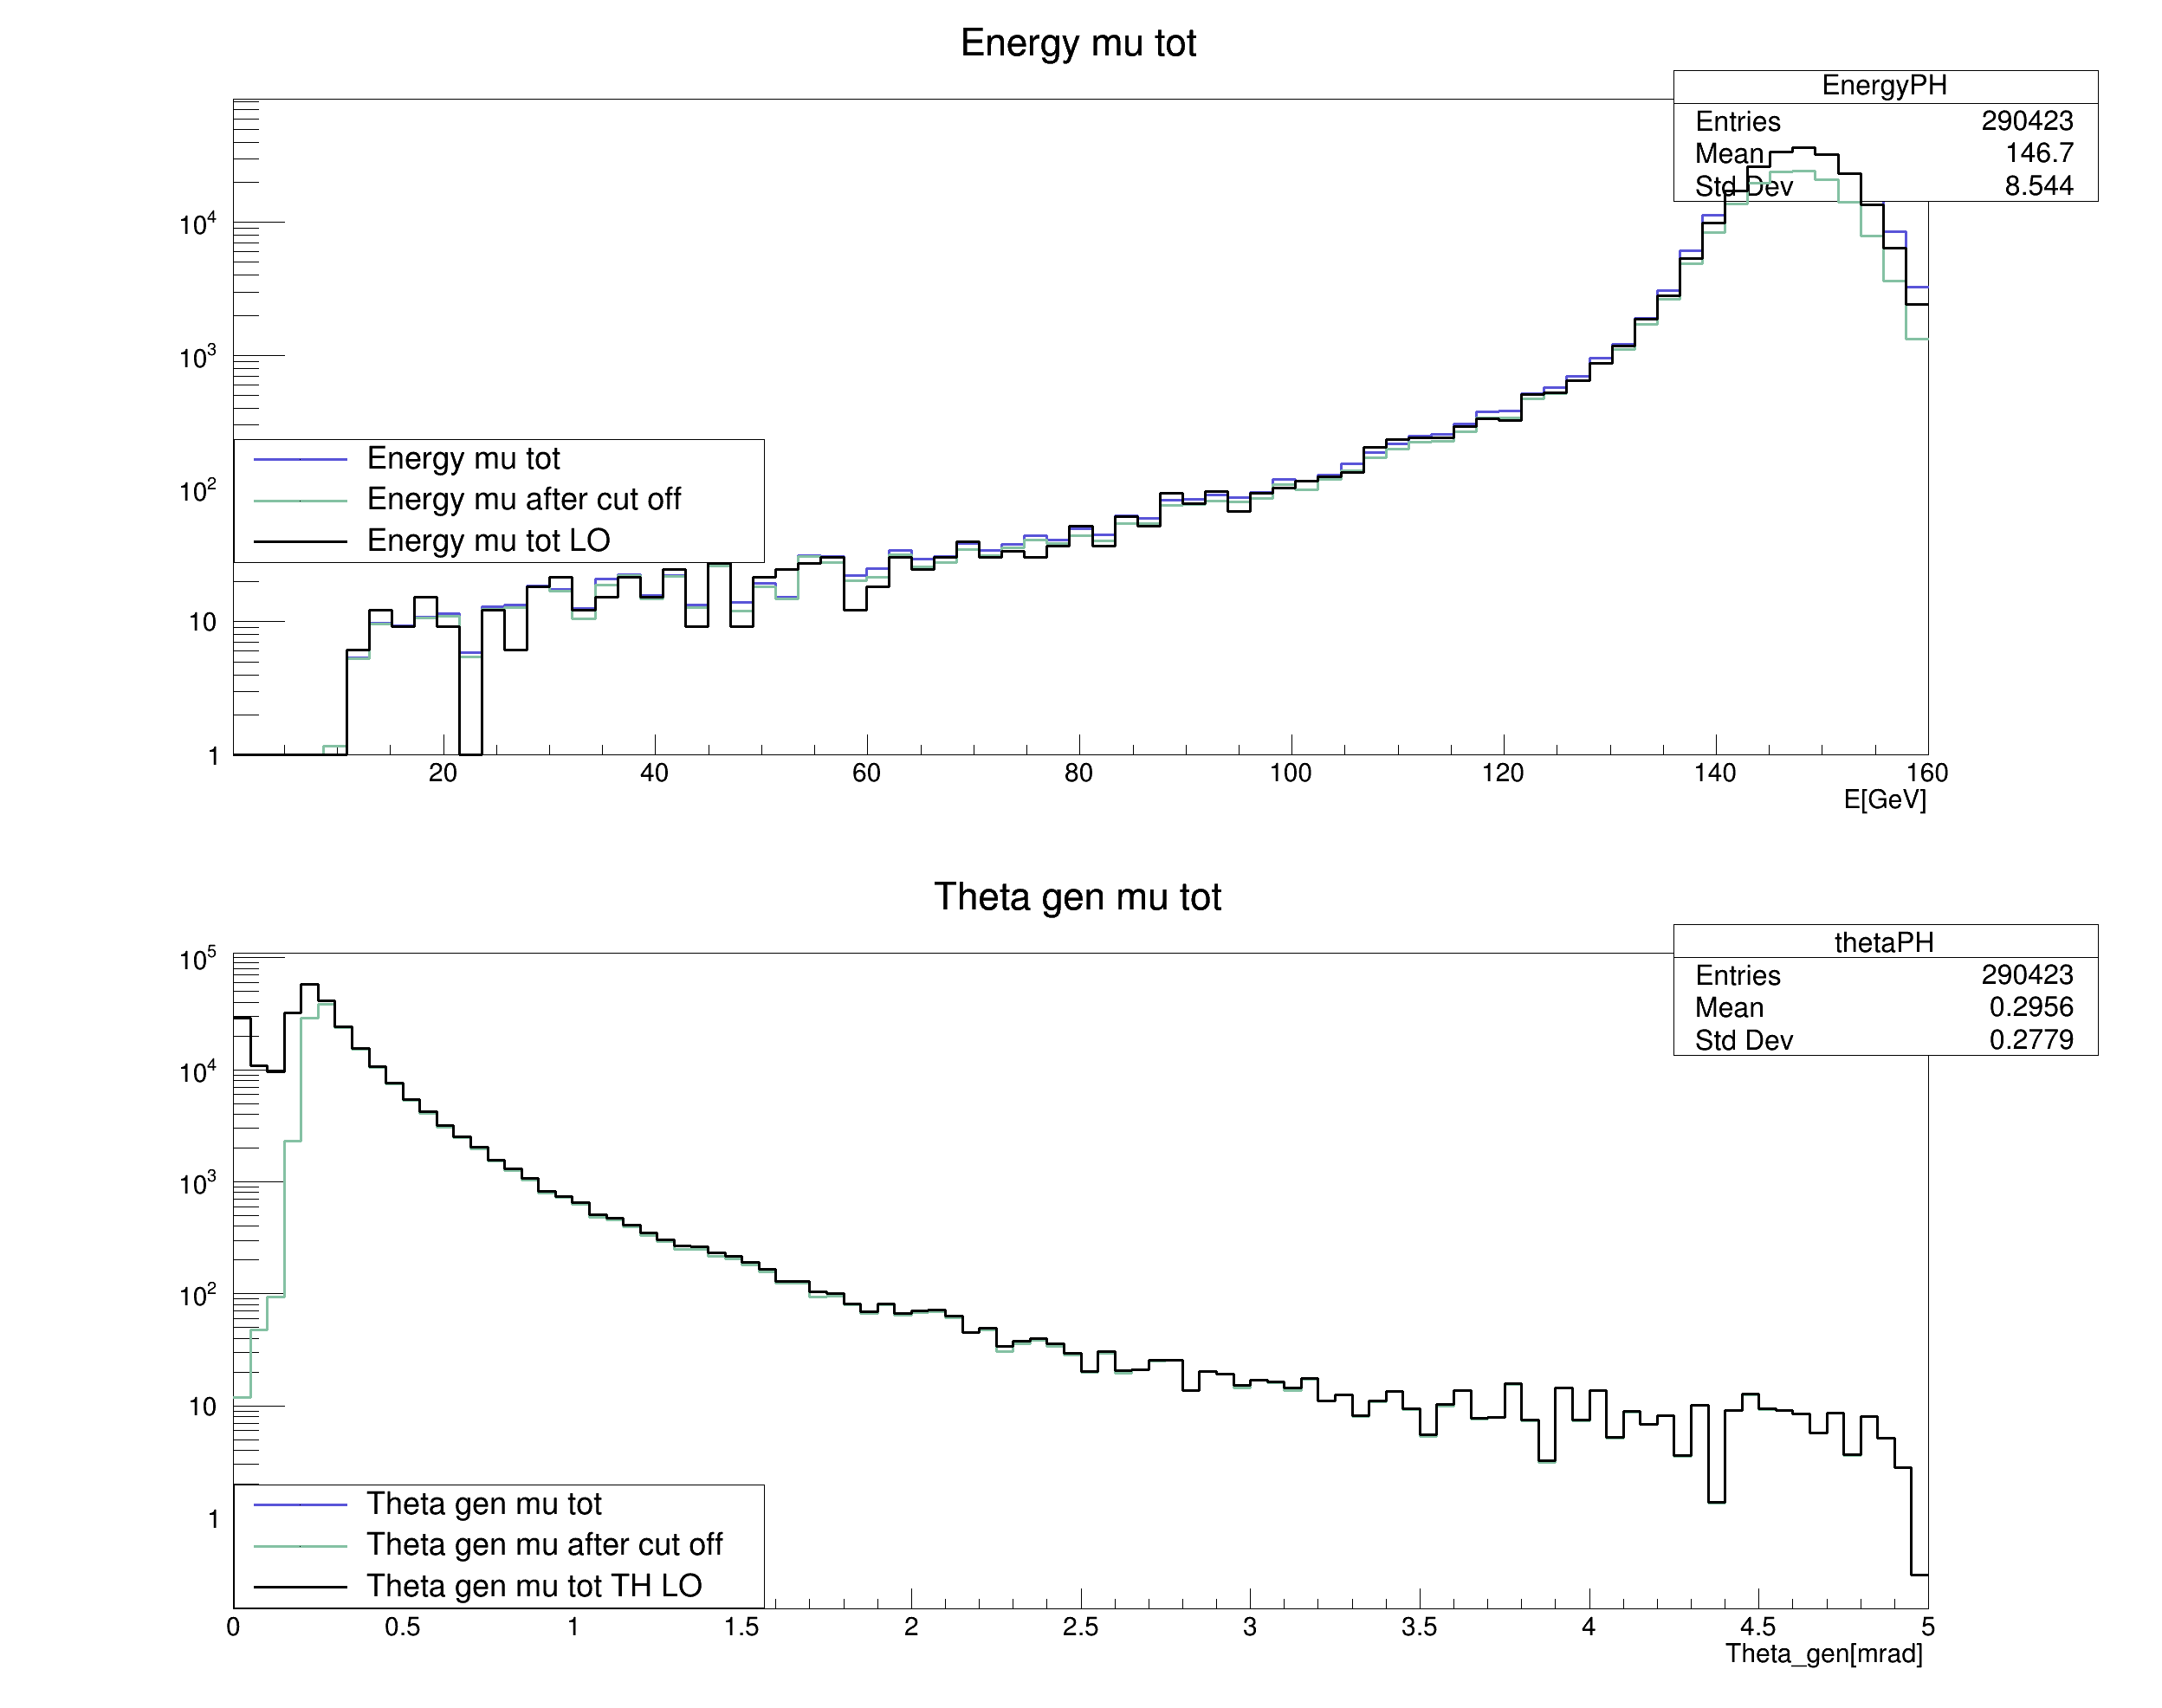 Energy mu tot
EnergyPH
Entries 290423
Mean 146.7
Std Dev 8.544
10^4
10^3
10^2
10
1
Energy mu tot
Energy mu after cut off
Energy mu tot LO
20 40 60 80 100 120 140 160
E[GeV]
Theta gen mu tot
thetaPH
Entries 290423
Mean 0.2956
Std Dev 0.2779
10^5
10^4
10^3
10^2
10
1
Theta gen mu tot
Theta gen mu after cut off
Theta gen mu tot TH LO
0 0.5 1 1.5 2 2.5 3 3.5 4 4.5 5
Theta_gen[mrad]